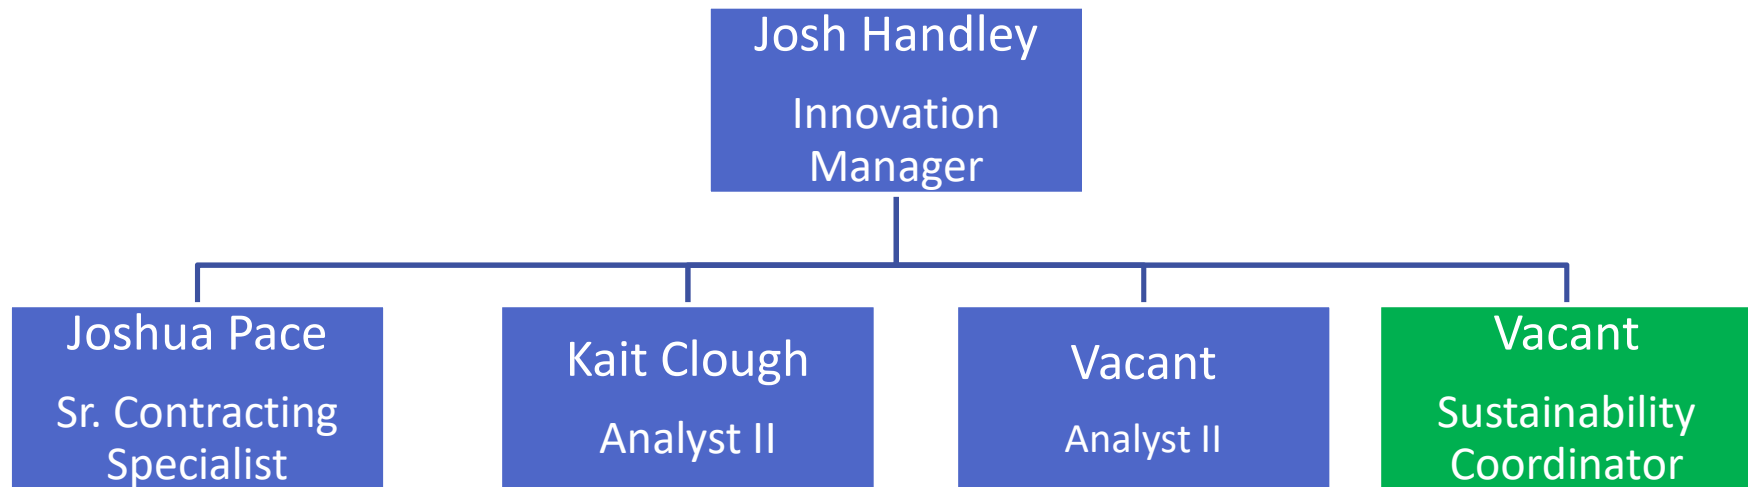 Josh Handley
Innovation
Manager
Joshua Pace
Sr. Contracting
Specialist
Kait Clough
Analyst II
Vacant
Analyst II
Vacant
Sustainability
Coordinator